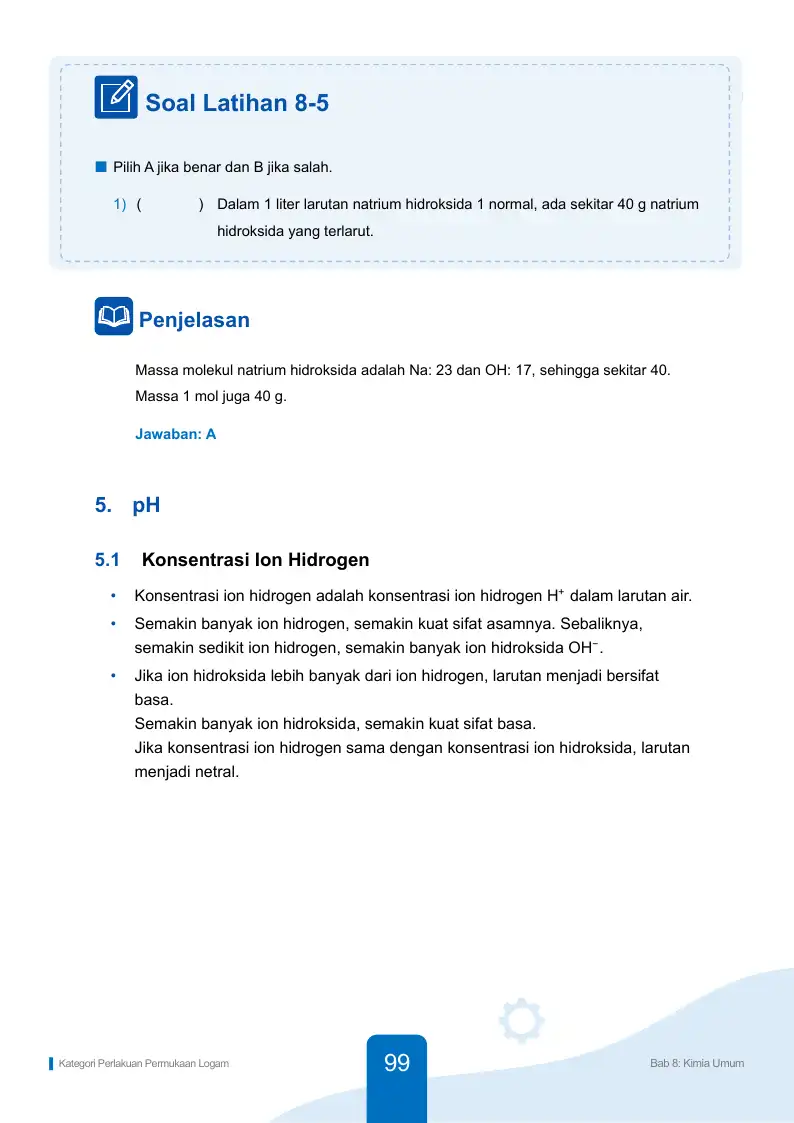 Soal Latihan 8-5
■ Pilih A jika benar dan B jika salah.
1) ( ) Dalam 1 liter larutan natrium hidroksida 1 normal, ada sekitar 40 g natrium
hidroksida yang terlarut.
Penjelasan
Massa molekul natrium hidroksida adalah Na: 23 dan OH: 17, sehingga sekitar 40.
Massa 1 mol juga 40 g.
Jawaban: A
5. pH
5.1 Konsentrasi Ion Hidrogen
• Konsentrasi ion hidrogen adalah konsentrasi ion hidrogen H⁺ dalam larutan air.
• Semakin banyak ion hidrogen, semakin kuat sifat asamnya. Sebaliknya,
semakin sedikit ion hidrogen, semakin banyak ion hidroksida OH⁻.
• Jika ion hidroksida lebih banyak dari ion hidrogen, larutan menjadi bersifat
basa.
Semakin banyak ion hidroksida, semakin kuat sifat basa.
Jika konsentrasi ion hidrogen sama dengan konsentrasi ion hidroksida, larutan
menjadi netral.
Kategori Perlakuan Permukaan Logam
99
Bab 8: Kimia Umum